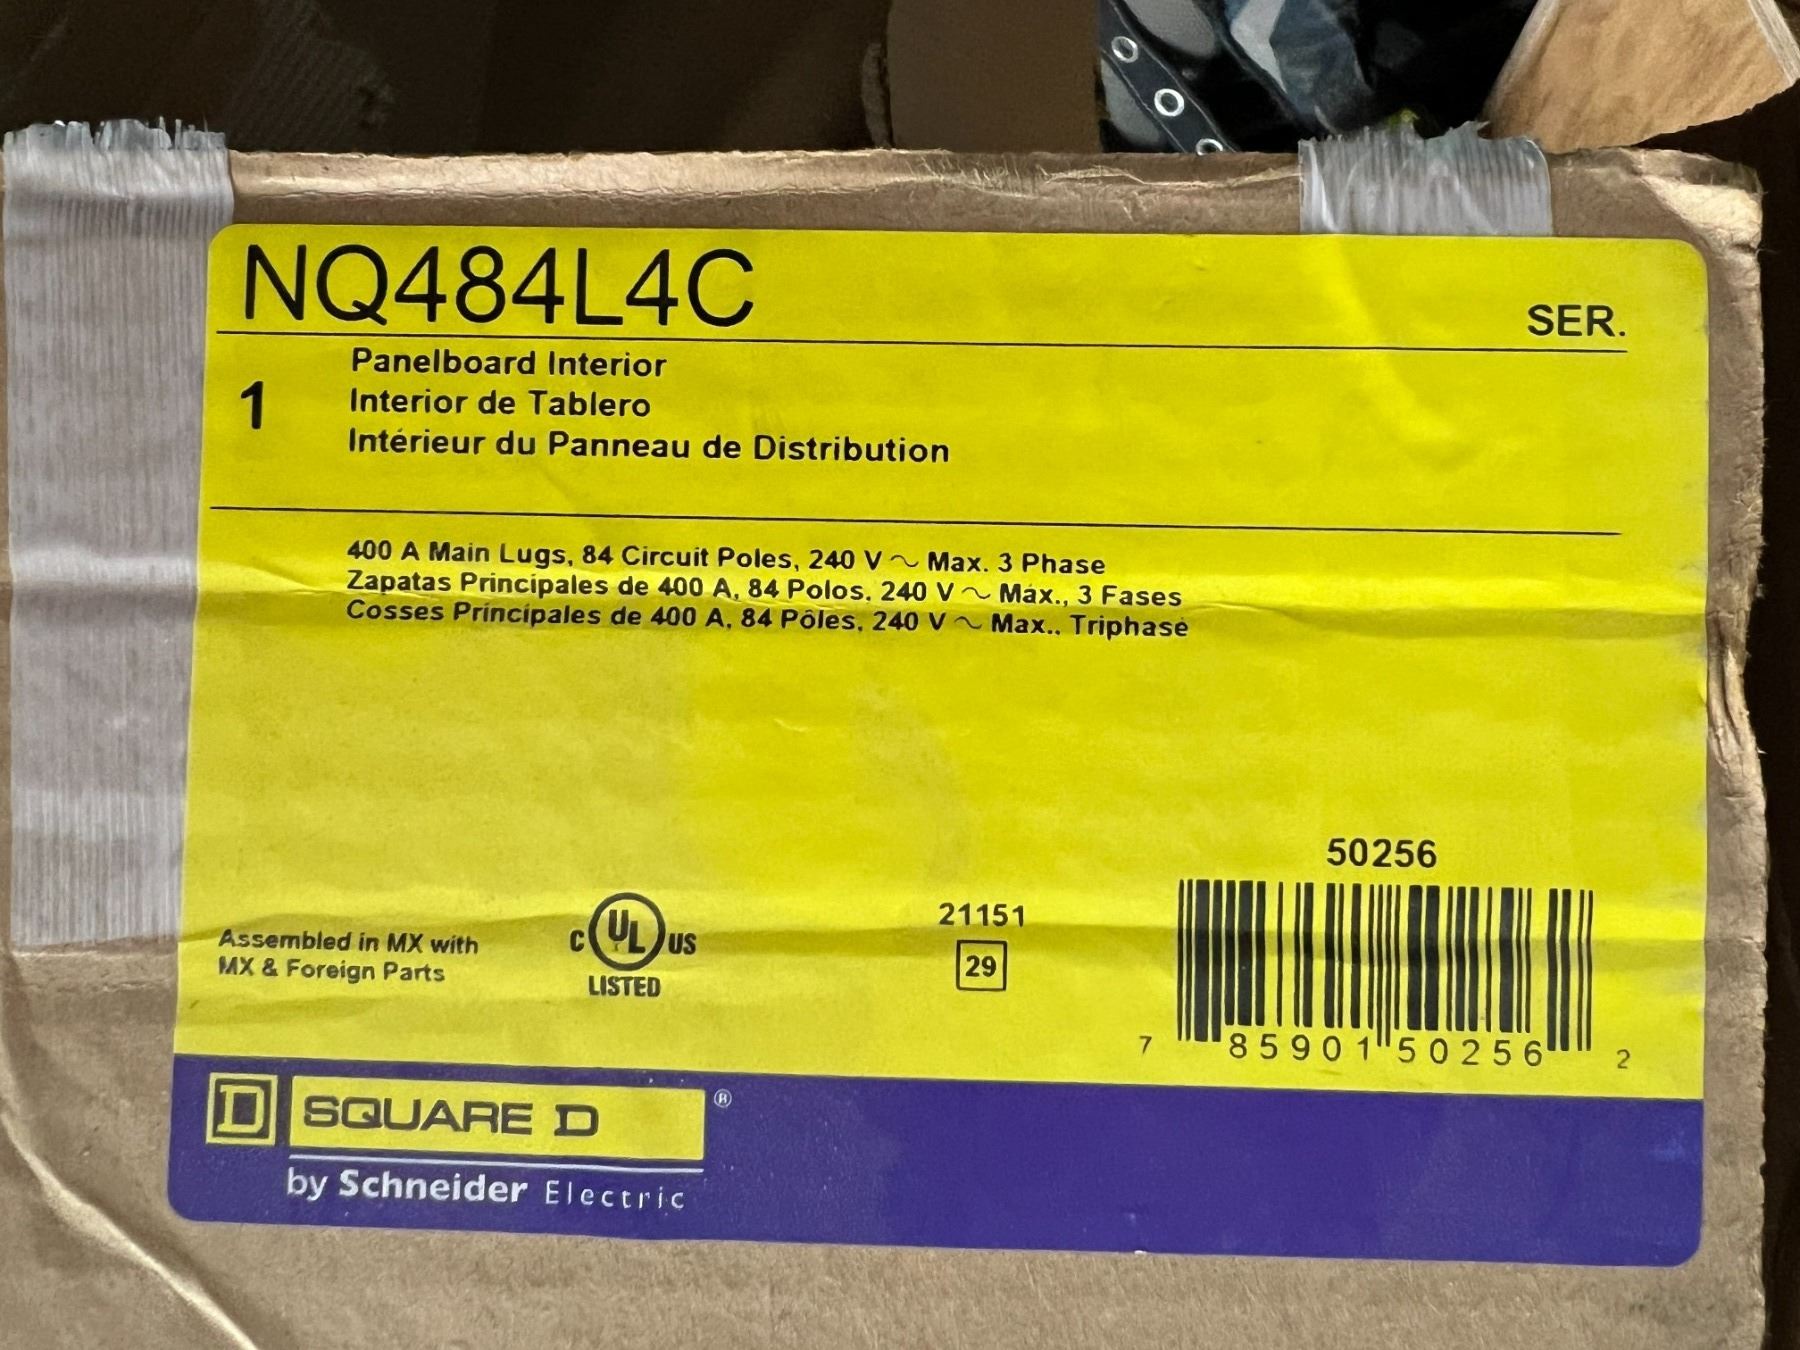 NQ484L4C
SER.
1
Panelboard Interior
Interior de Tablero
Intérieur du Panneau de Distribution
400 A Main Lugs, 84 Circuit Poles, 240 V ~ Max. 3 Phase
Zapatas Principales de 400 A, 84 Polos. 240 V ~ Máx., 3 Fases
Cosses Principales de 400 A, 84 Pôles, 240 V ~ Max.. Triphasé
50256
Assembled in MX with
MX & Foreign Parts
C UL US
LISTED
21151
29
7 85901 50256 2
D SQUARE D ®
by Schneider Electric